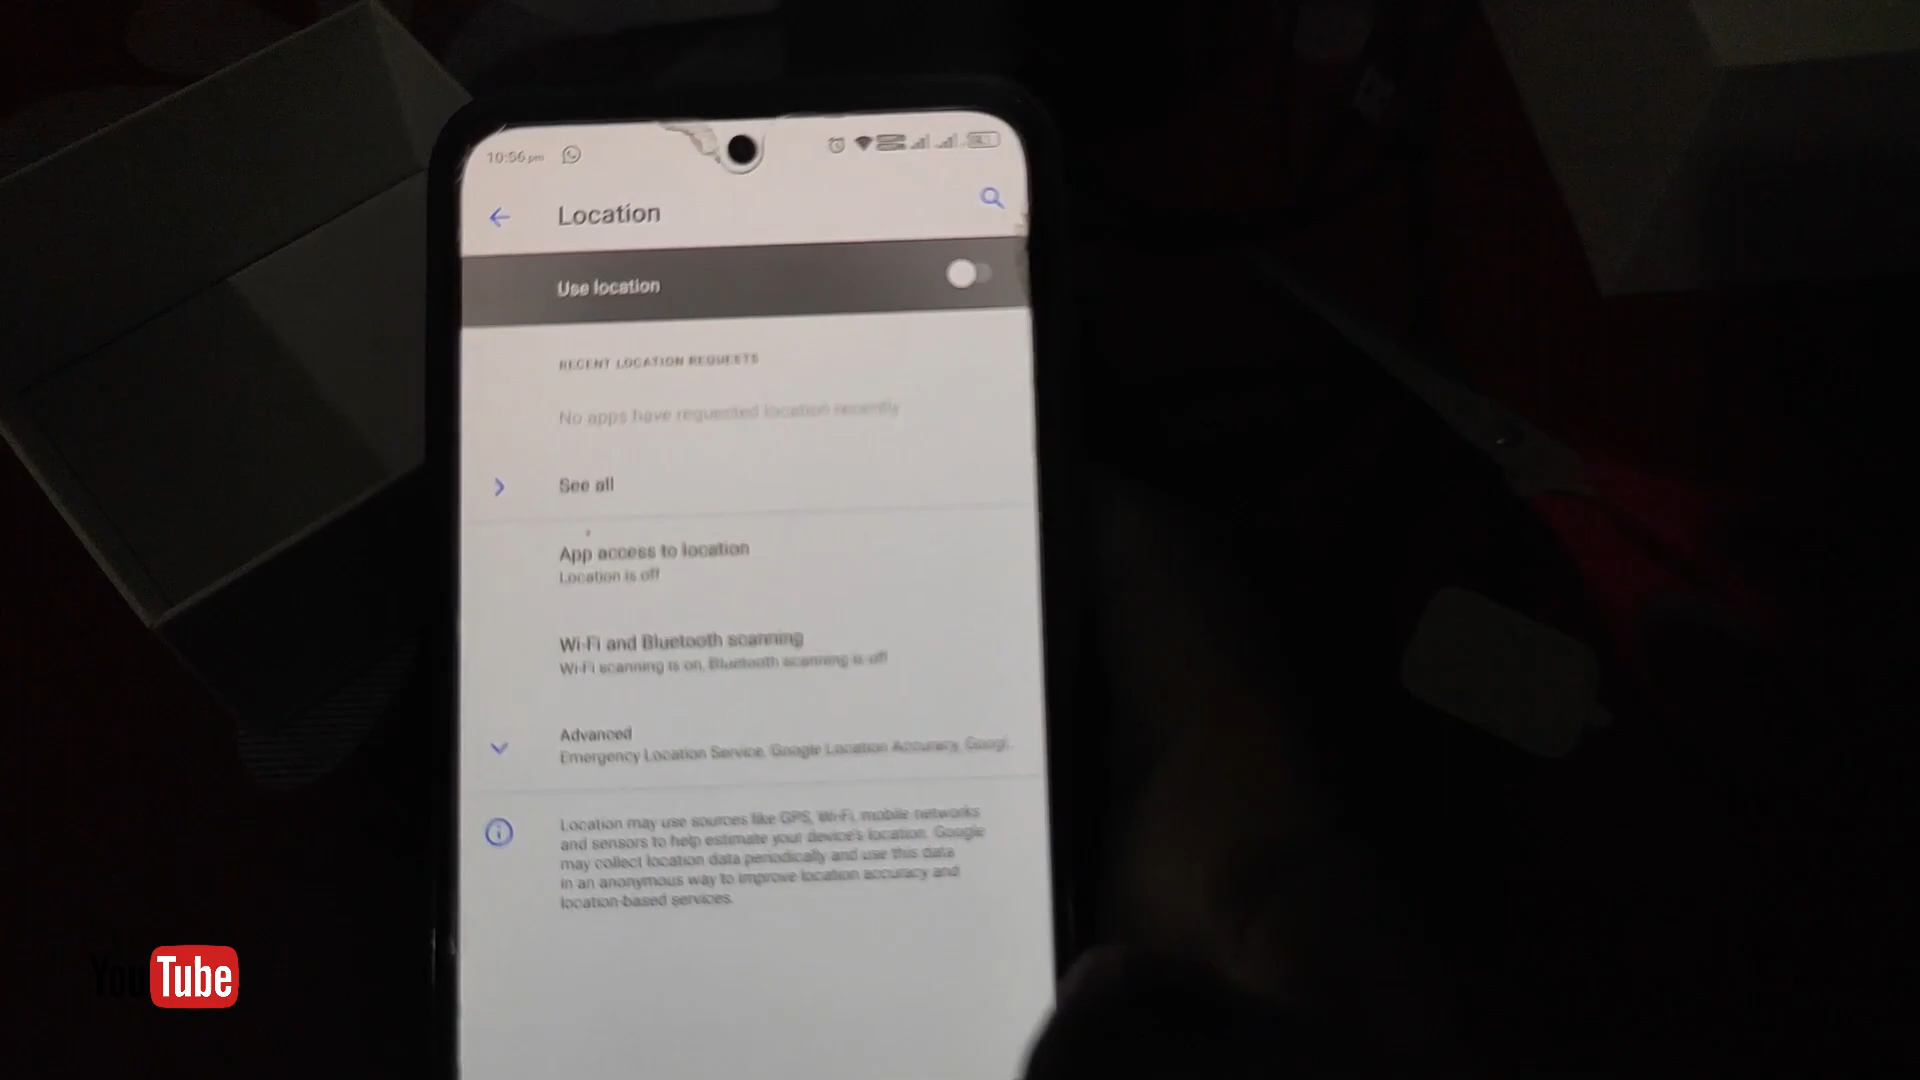 10:56 pm
Location
Use location
RECENT LOCATION REQUESTS
No apps have requested location recently
See all
App access to location
Location is off
Wi-Fi and Bluetooth scanning
Wi-Fi scanning is on, Bluetooth scanning is off
Advanced
Emergency Location Service, Google Location Accuracy, Googl..
Location may use sources like GPS, Wi-Fi, mobile networks
and sensors to help estimate your device's location. Google
may collect location data periodically and use this data
in an anonymous way to improve location accuracy and
location-based services.
YouTube